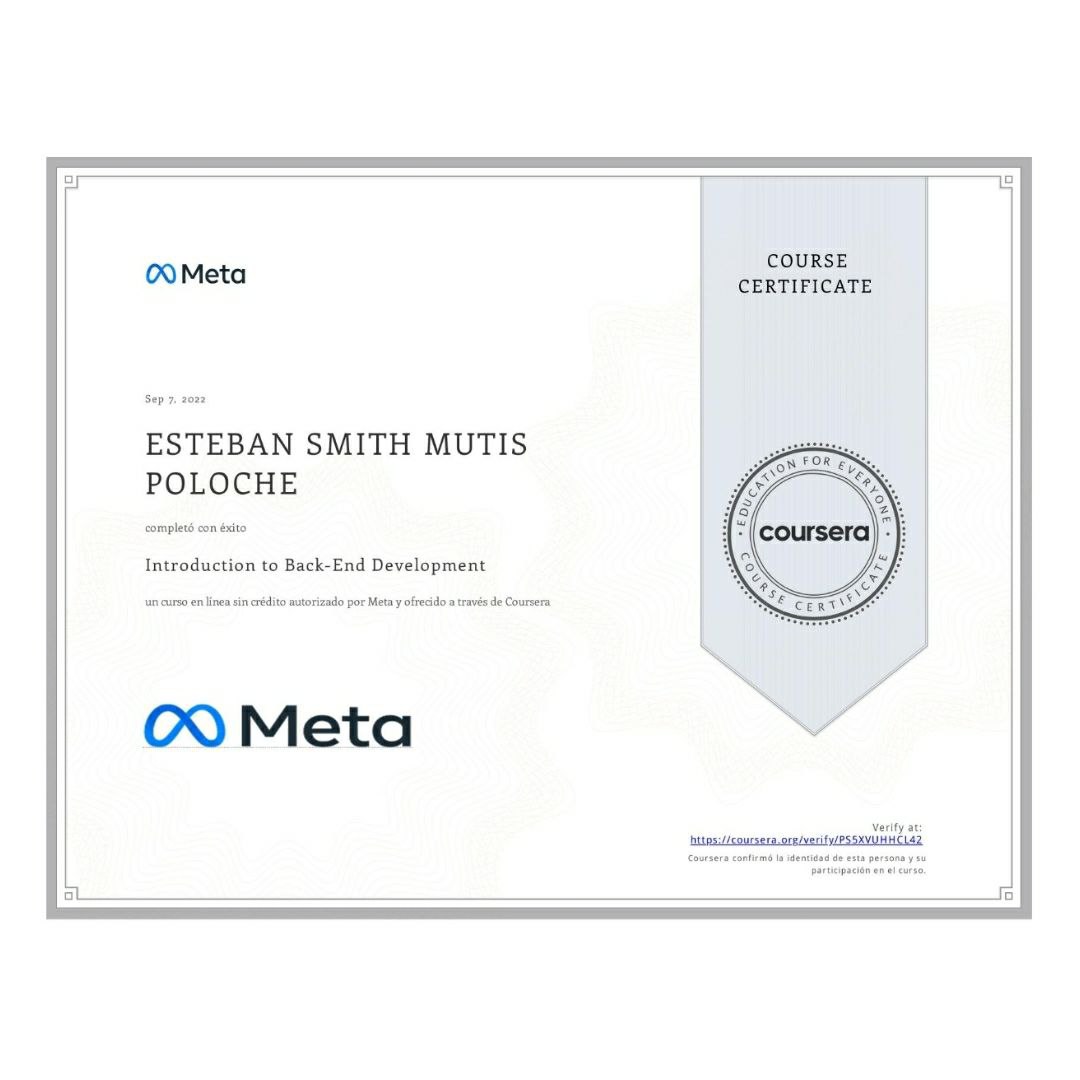 Meta
COURSE
CERTIFICATE
Sep 7, 2022
ESTEBAN SMITH MUTIS
POLOCHE
completó con éxito
Introduction to Back-End Development
un curso en línea sin crédito autorizado por Meta y ofrecido a través de Coursera
EDUCATION FOR EVERYONE
coursera
COURSE CERTIFICATE
Meta
Verify at:
https://coursera.org/verify/PS5XVUHHCL42
Coursera confirmó la identidad de esta persona y su
participación en el curso.